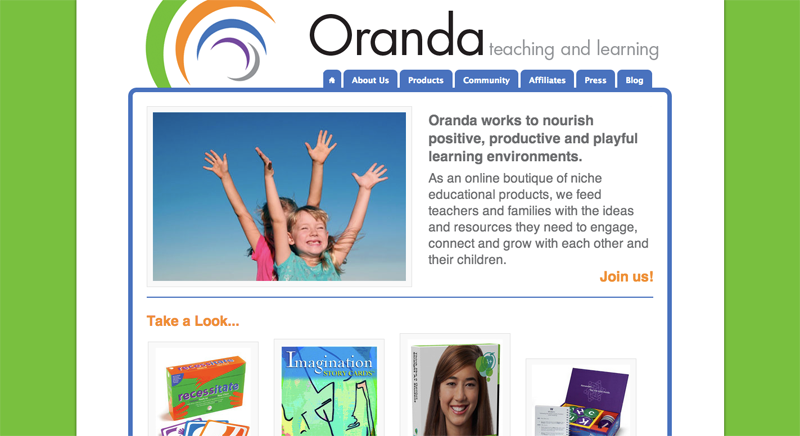 Oranda teaching and learning
About Us Products Community Affiliates Press Blog
Oranda works to nourish
positive, productive and playful
learning environments.
As an online boutique of niche
educational products, we feed
teachers and families with the ideas
and resources they need to engage,
connect and grow with each other and
their children.
Join us!
Take a Look...
recessitate
Imagination
STORY CARDS